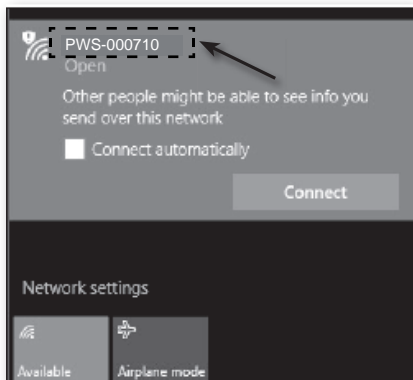 PWS-000710
Open
Other people might be able to see info you
send over this network
Connect automatically
Connect
Network settings
Available
Airplane mode